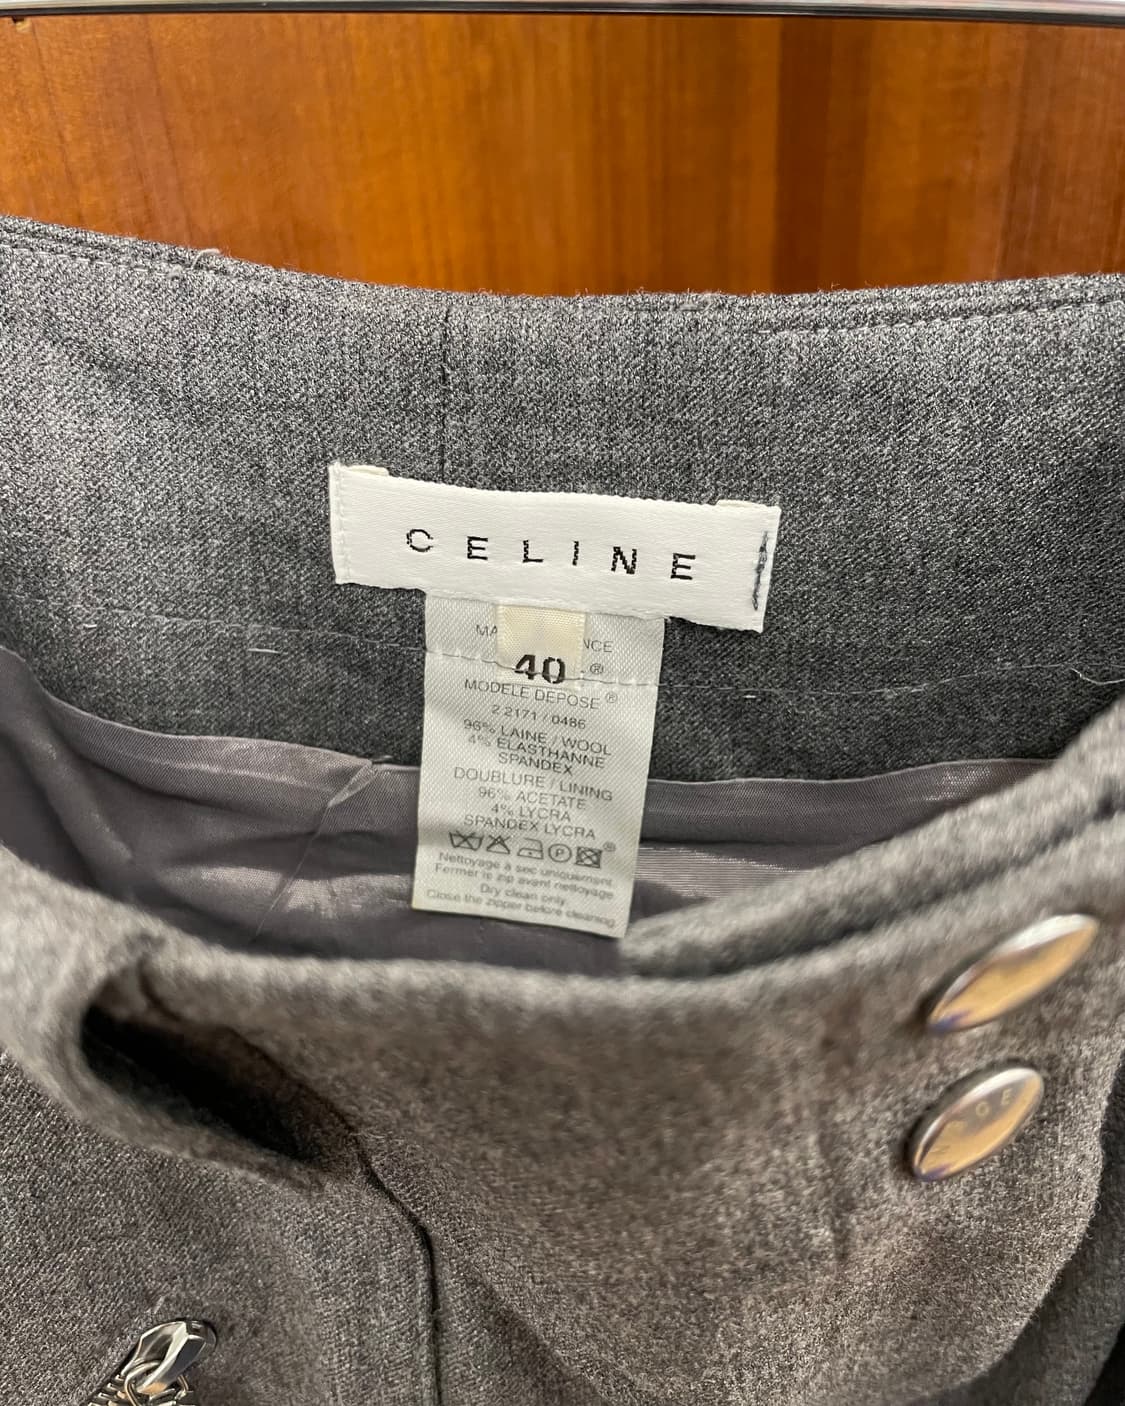 CELINE
40
®
MODELE DEPOSE ®
2 2171 / 0486
96% LAINE / WOOL
4% ELASTHANNE
SPANDEX
DOUBLURE / LINING
96% ACETATE
4% LYCRA
SPANDEX LYCRA ®
P
Nettoyage a sec uniquement
Fermer le zip avant nettoyage
Dry clean only
Close the zipper before cleaning